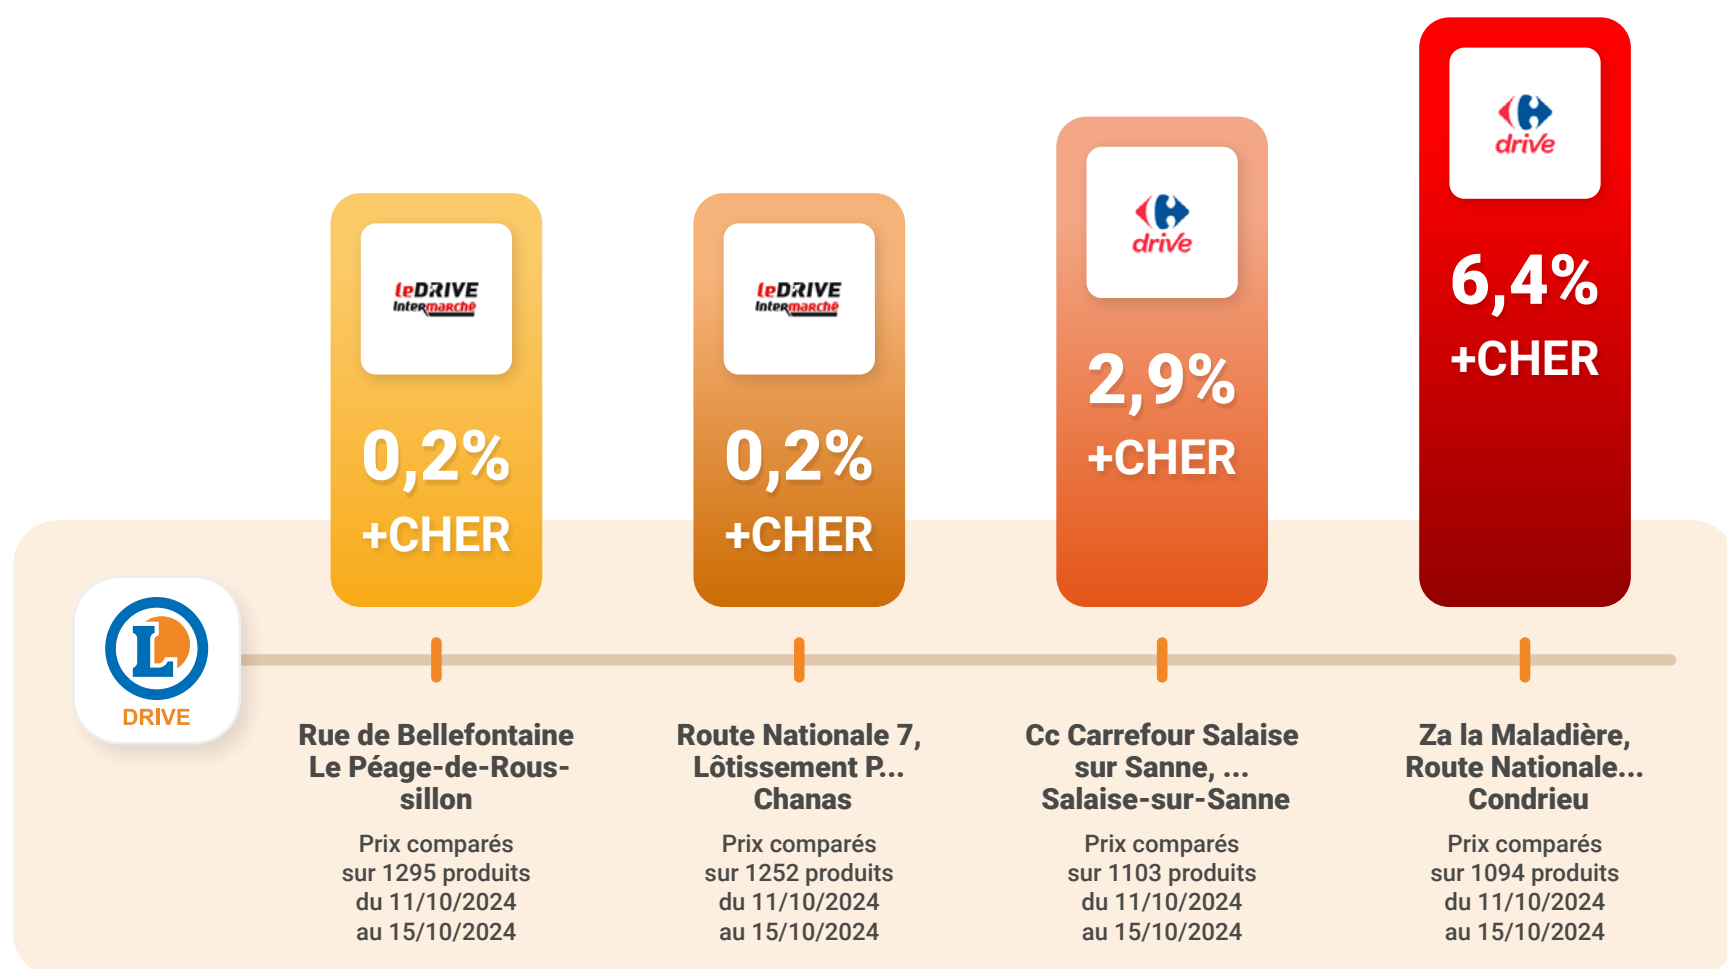 leDRIVE
Intermarché
0,2%
+CHER
leDRIVE
Intermarché
0,2%
+CHER
drive
2,9%
+CHER
drive
6,4%
+CHER
L
DRIVE
Rue de Bellefontaine
Le Péage-de-Rous-
sillon
Prix comparés
sur 1295 produits
du 11/10/2024
au 15/10/2024
Route Nationale 7,
Lôtissement P...
Chanas
Prix comparés
sur 1252 produits
du 11/10/2024
au 15/10/2024
Cc Carrefour Salaise
sur Sanne, ...
Salaise-sur-Sanne
Prix comparés
sur 1103 produits
du 11/10/2024
au 15/10/2024
Za la Maladière,
Route Nationale...
Condrieu
Prix comparés
sur 1094 produits
du 11/10/2024
au 15/10/2024